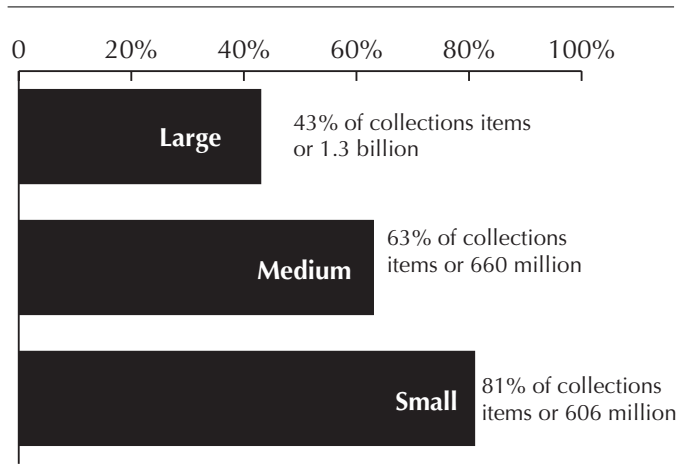 0 20% 40% 60% 80% 100%
Large
43% of collections items
or 1.3 billion
Medium
63% of collections
items or 660 million
Small
81% of collections
items or 606 million